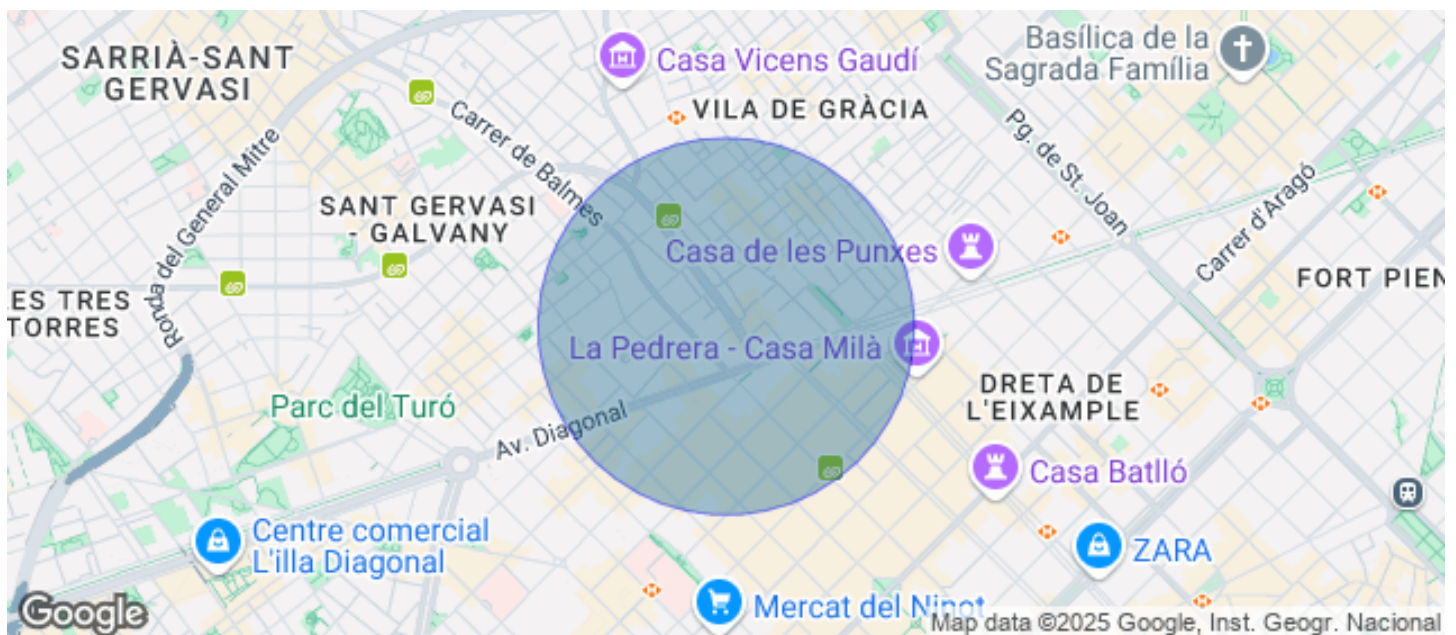 SARRIÀ-SANT
GERVASI
Casa Vicens Gaudí
Basílica de la
Sagrada Família
VILA DE GRÀCIA
Carrer de Balmes
Pg. de St. Joan
Ronda del General Mitre
SANT GERVASI
- GALVANY
Carrer d'Aragó
Casa de les Punxes
FORT PIEN
ES TRES
TORRES
La Pedrera - Casa Milà
DRETA DE
L'EIXAMPLE
Parc del Turó
Av. Diagonal
Casa Batlló
Centre comercial
L'illa Diagonal
ZARA
Mercat del Ninot
Google
Map data ©2025 Google, Inst. Geogr. Nacional